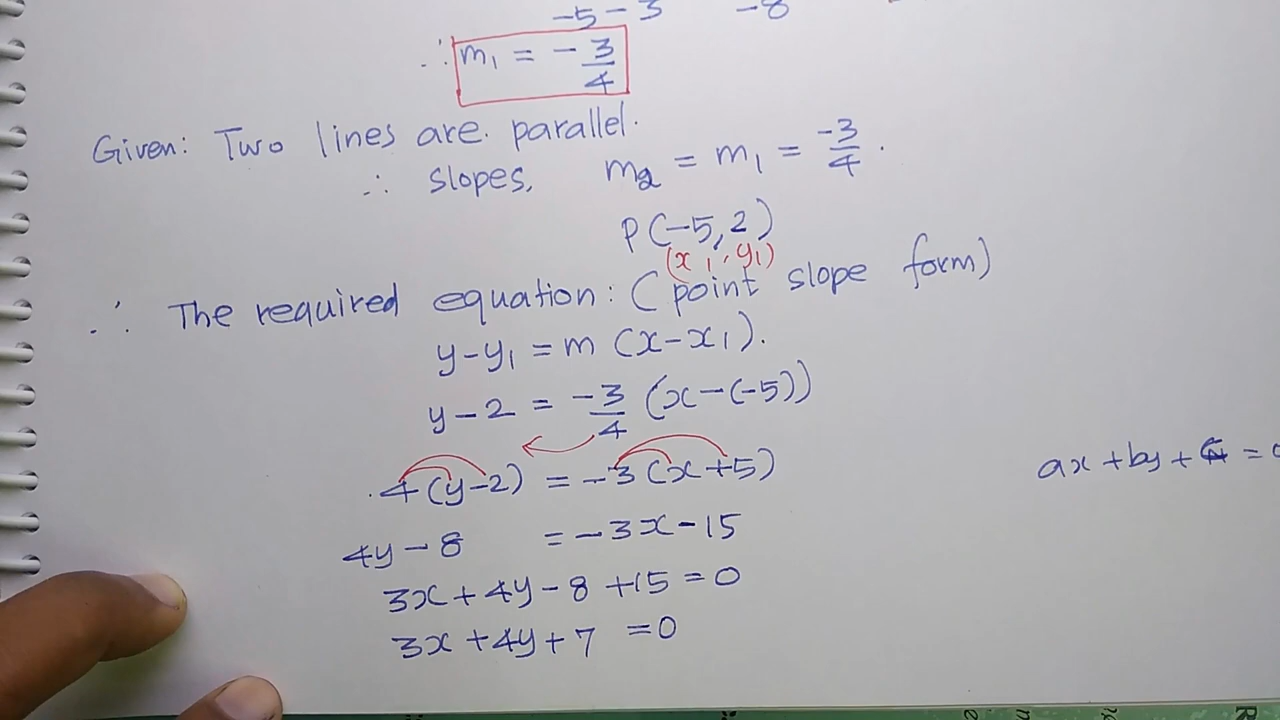 -5-3 -8
∴ m₁ = -3/4
Given: Two lines are parallel.
∴ slopes, m₂ = m₁ = -3/4.
P(-5,2)
(x₁, y₁)
∴ The required equation: (point slope form)
y-y₁ = m (x-x₁).
y-2 = -3/4 (x-(-5))
4(y-2) = -3(x+5)
ax+by+c=0
4y-8 = -3x-15
3x+4y-8+15=0
3x+4y+7=0